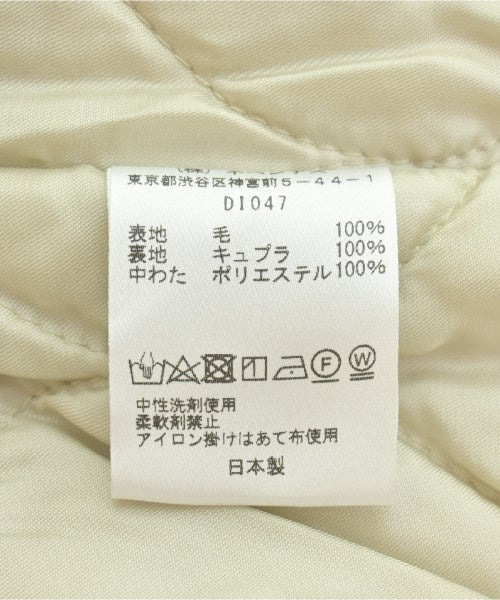 東京都渋谷区神宮前5-44-1
DI047
表地 毛 100%
裏地 キュプラ 100%
中わた ポリエステル 100%
F W
中性洗剤使用
柔軟剤禁止
アイロン掛けはあて布使用
日本製